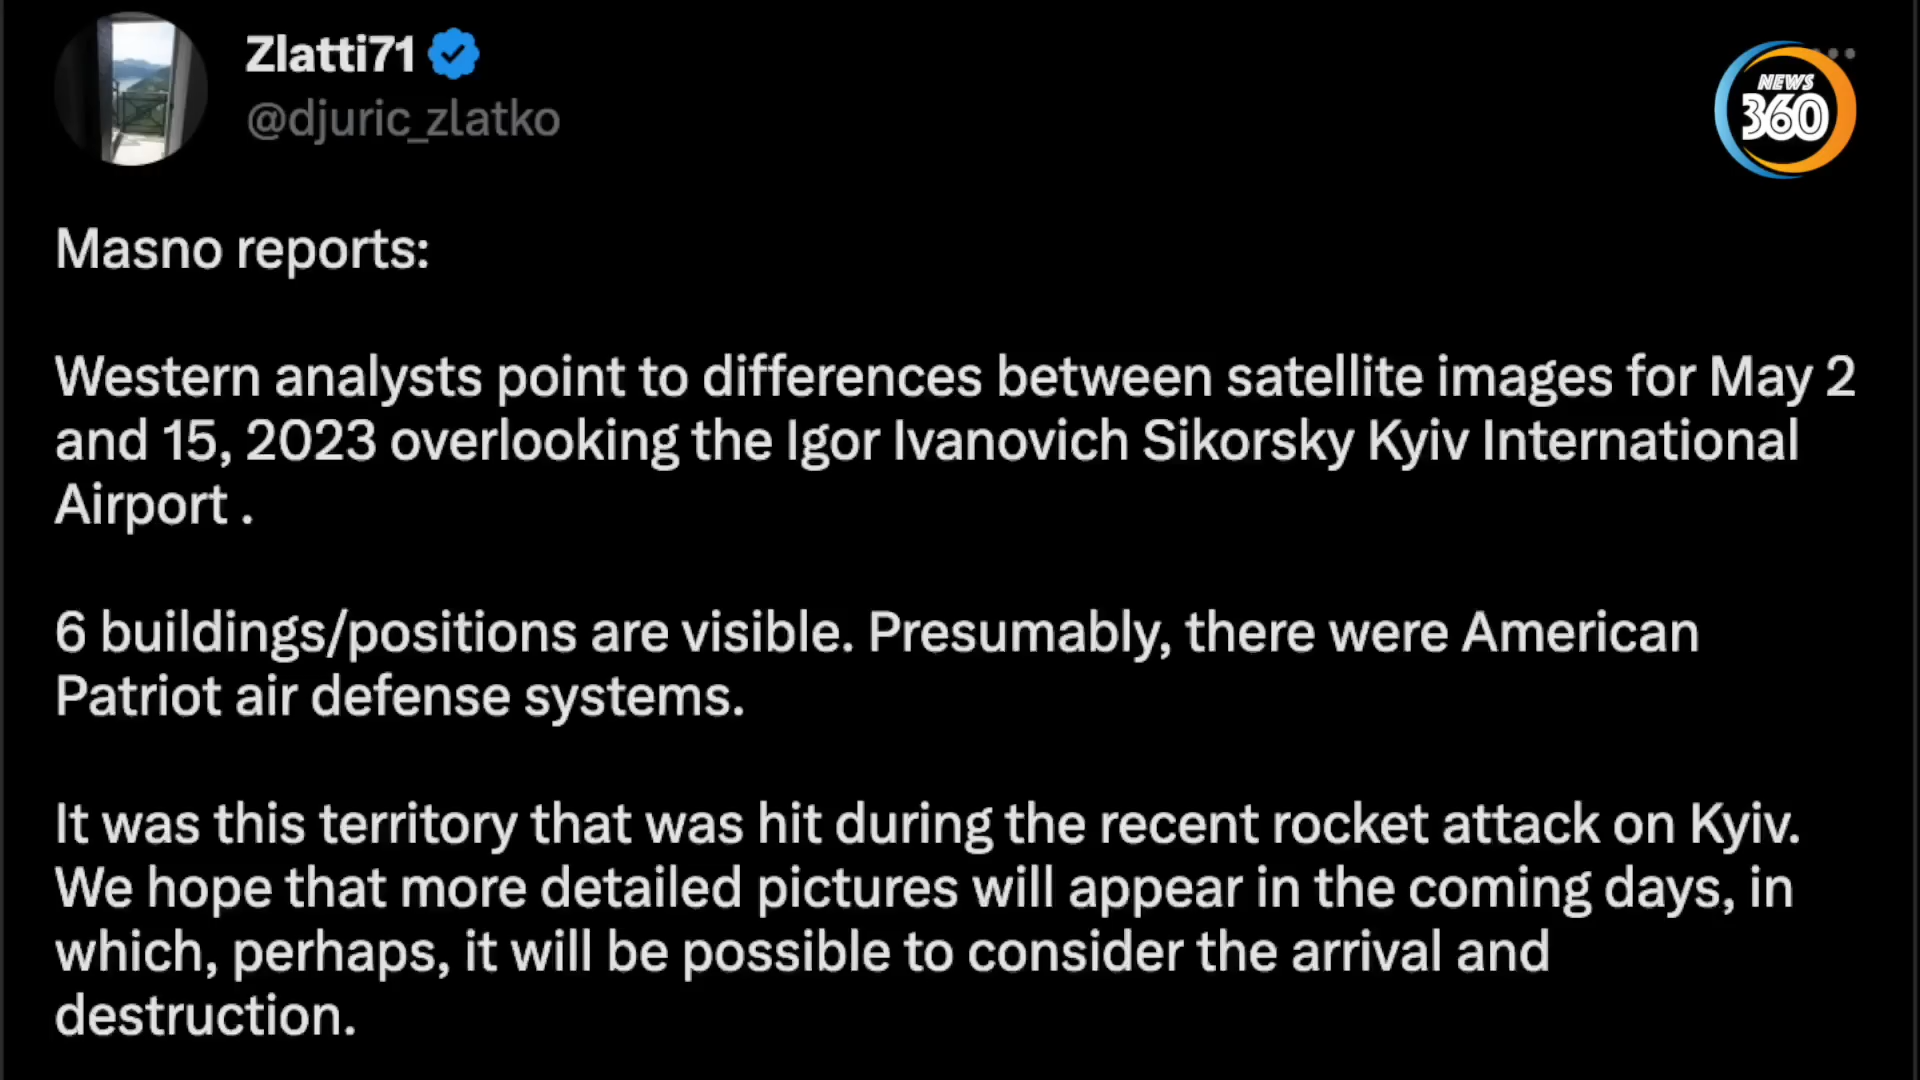 Zlatti71
@djuric_zlatko
NEWS
360
Masno reports:
Western analysts point to differences between satellite images for May 2
and 15, 2023 overlooking the Igor Ivanovich Sikorsky Kyiv International
Airport .
6 buildings/positions are visible. Presumably, there were American
Patriot air defense systems.
It was this territory that was hit during the recent rocket attack on Kyiv.
We hope that more detailed pictures will appear in the coming days, in
which, perhaps, it will be possible to consider the arrival and
destruction.